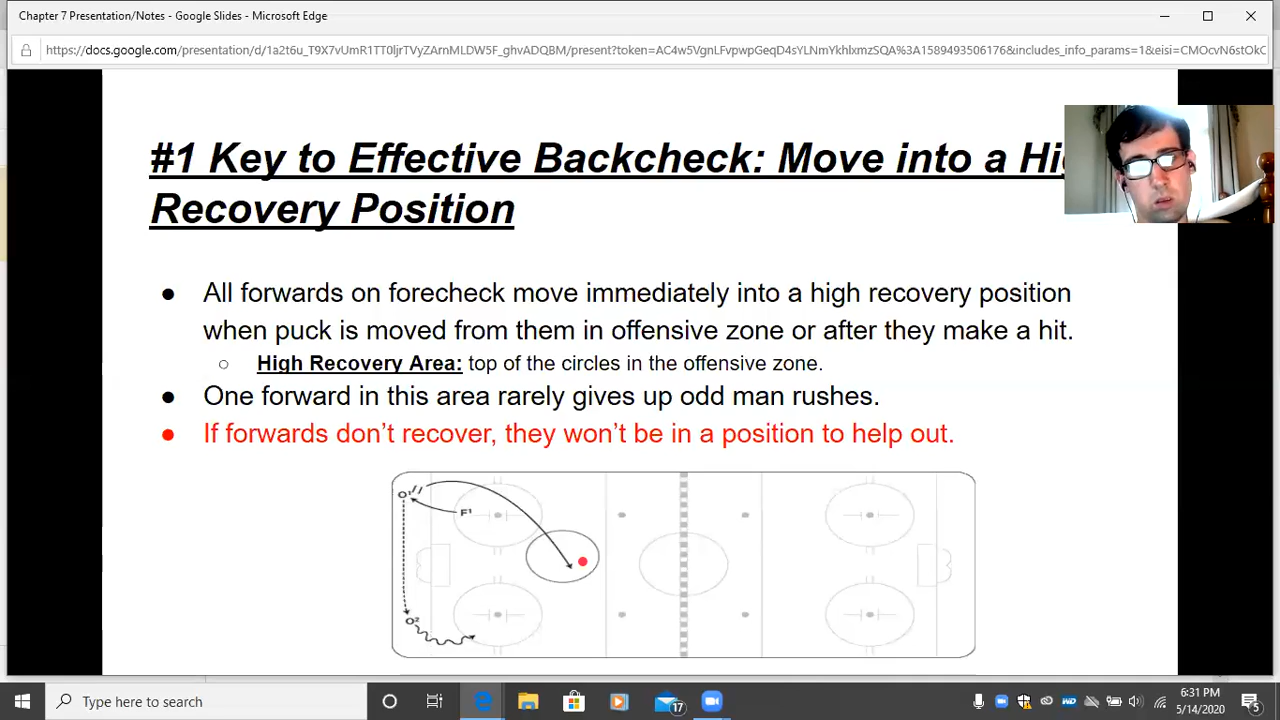 Chapter 7 Presentation/Notes - Google Slides - Microsoft Edge
#1 Key to Effective Backcheck: Move into a Hi
Recovery Position
● All forwards on forecheck move immediately into a high recovery position
when puck is moved from them in offensive zone or after they make a hit.
○ High Recovery Area: top of the circles in the offensive zone.
● One forward in this area rarely gives up odd man rushes.
● If forwards don't recover, they won't be in a position to help out.
O¹
F¹
O²
Type here to search
17
6:31 PM
5/14/2020
5